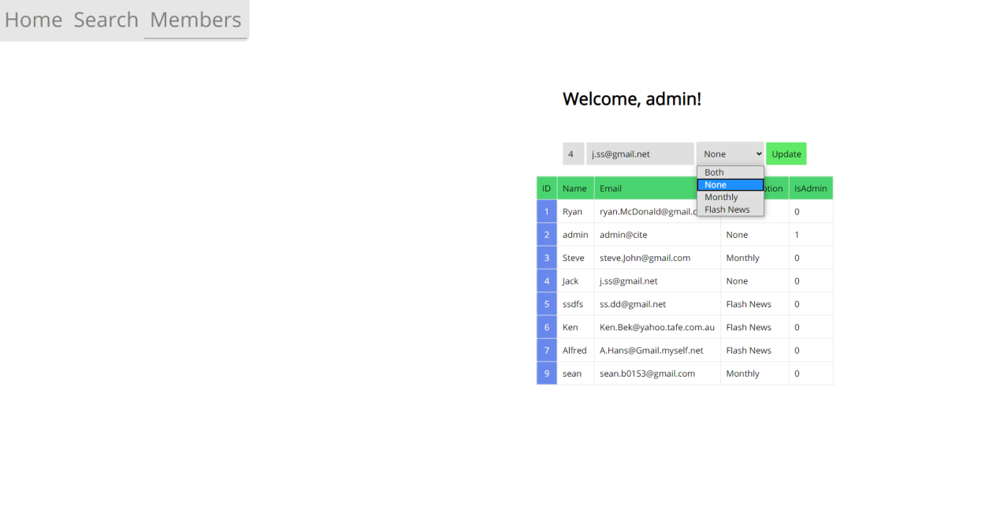 Home Search Members
Welcome, admin!
4 j.ss@gmail.net None Update
Both
None
Monthly
Flash News
ID Name Email IsAdmin
1 Ryan ryan.McDonald@gmail. 0
2 admin admin@cite None 1
3 Steve steve.John@gmail.com Monthly 0
4 Jack j.ss@gmail.net None 0
5 ssdfs ss.dd@gmail.net Flash News 0
6 Ken Ken.Bek@yahoo.tafe.com.au Flash News 0
7 Alfred A.Hans@Gmail.myself.net Flash News 0
9 sean sean.b0153@gmail.com Monthly 0